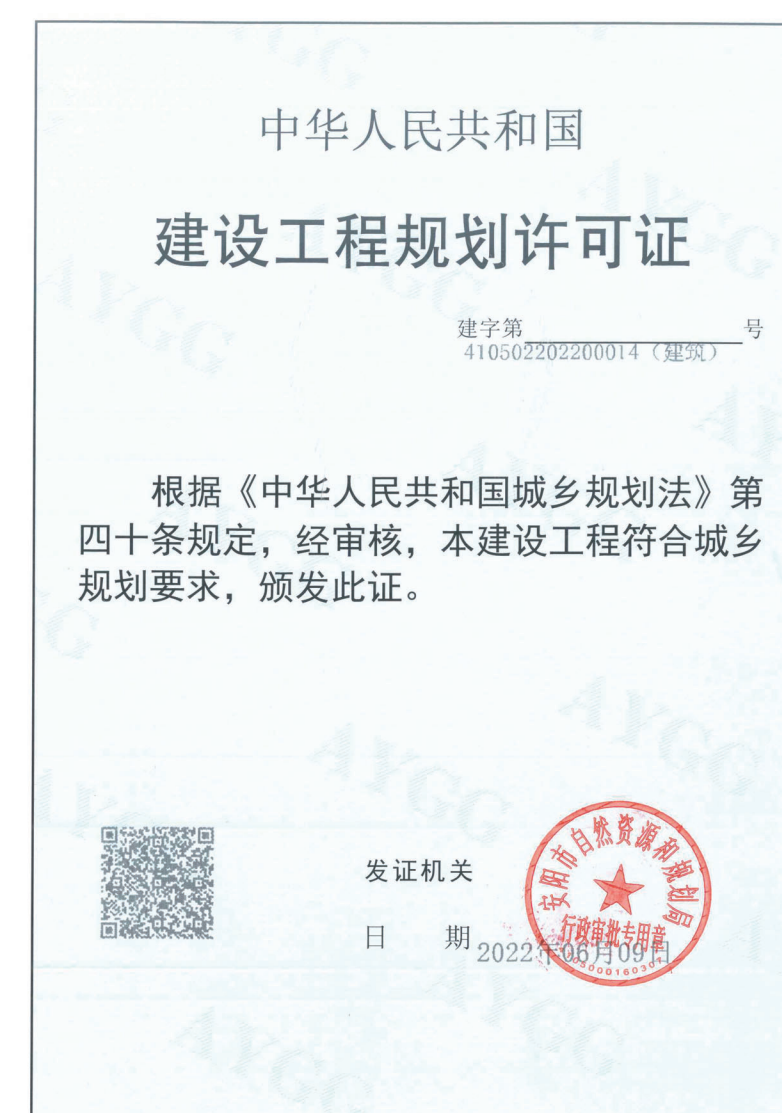 中华人民共和国
建设工程规划许可证
建字第 号
410502202200014（建筑）
根据《中华人民共和国城乡规划法》第
四十条规定，经审核，本建设工程符合城乡
规划要求，颁发此证。
发证机关
安阳市自然资源和规划局
行政审批专用章
日 期 2022年06月09日
AYGG